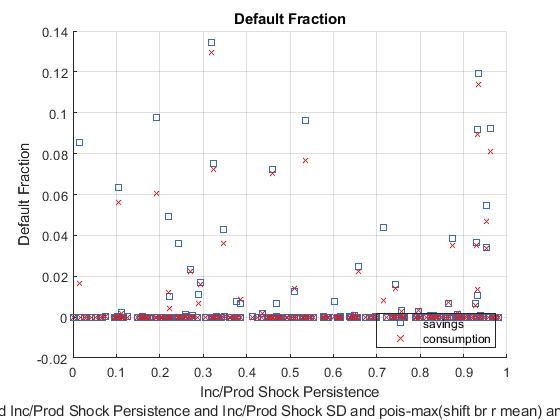 Default Fraction
0.14
0.12
0.1
0.08
0.06
0.04
0.02
0
-0.02
Default Fraction
0 0.1 0.2 0.3 0.4 0.5 0.6 0.7 0.8 0.9 1
Inc/Prod Shock Persistence
savings
consumption
d Inc/Prod Shock Persistence and Inc/Prod Shock SD and pois-max(shift br r mean) an